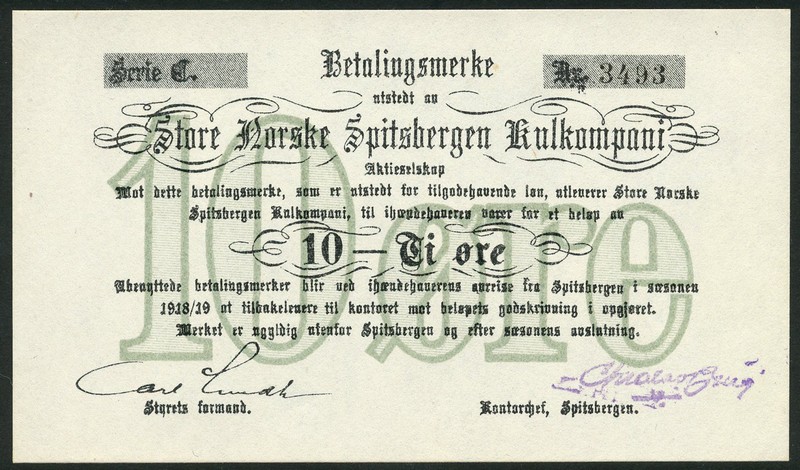 Serie C.
Betalingsmerke
Nr. 3493
utstedt av
Store Norske Spitsbergen Kulkompani
Aktieselskap
10 øre
Mot dette betalingsmerke, som er utstedt for tilgodehavende løn, utleverer Store Norske
Spitsbergen Kulkompani, til ihændehaveren varer for et beløp av
10 — Ti øre
Ubenyttede betalingsmerker blir ved ihændehaverens avreise fra Spitsbergen i sæsonen
1918/19 at tilbakelevere til kontoret mot beløpets godskrivning i opgjøret.
Merket er ugyldig utenfor Spitsbergen og efter sæsonens avslutning.
Styrets formand.
Kontorchef, Spitsbergen.